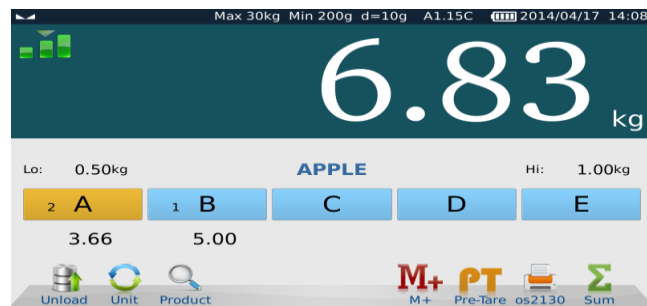 Max 30kg Min 200g d=10g A1.15C 2014/04/17 14:08
6.83 kg
Lo: 0.50kg APPLE Hi: 1.00kg
2 A 1 B C D E
3.66 5.00
M+ PT Σ
Unload Unit Product M+ Pre-Tare os2130 Sum